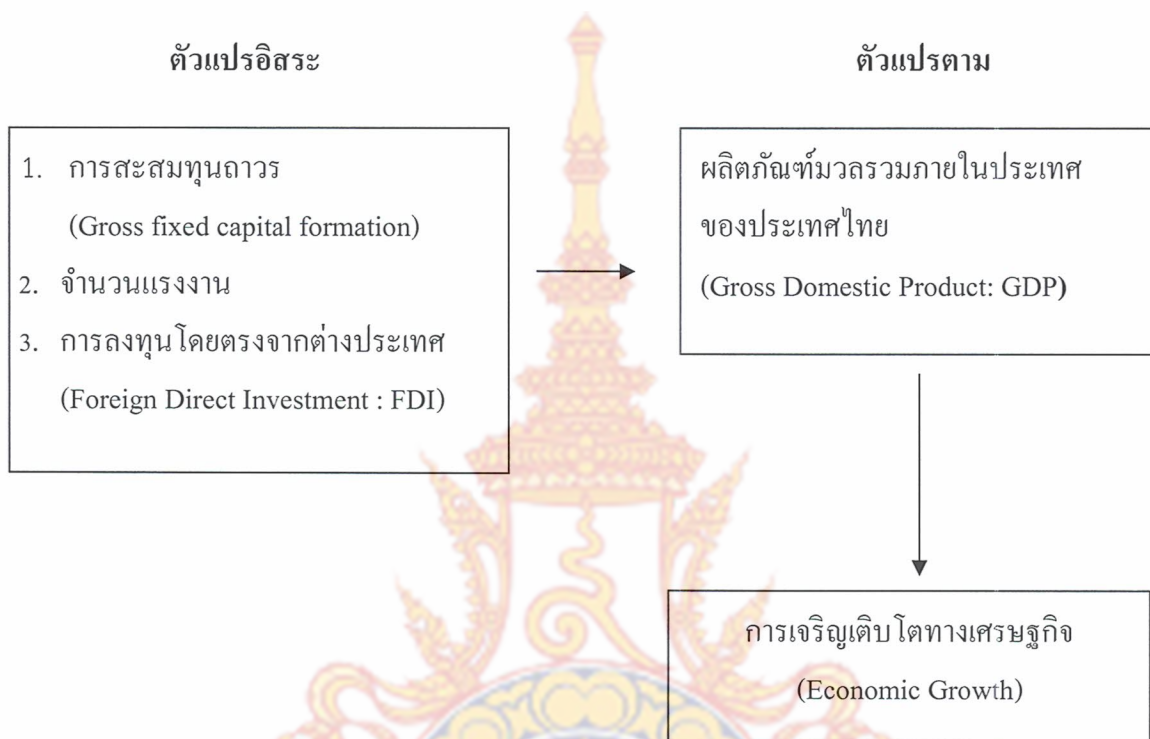 ตัวแปรอิสระ
1. การสะสมทุนถาวร
(Gross fixed capital formation)
2. จำนวนแรงงาน
3. การลงทุนโดยตรงจากต่างประเทศ
(Foreign Direct Investment : FDI)
ตัวแปรตาม
ผลิตภัณฑ์มวลรวมภายในประเทศ
ของประเทศไทย
(Gross Domestic Product: GDP)
การเจริญเติบโตทางเศรษฐกิจ
(Economic Growth)